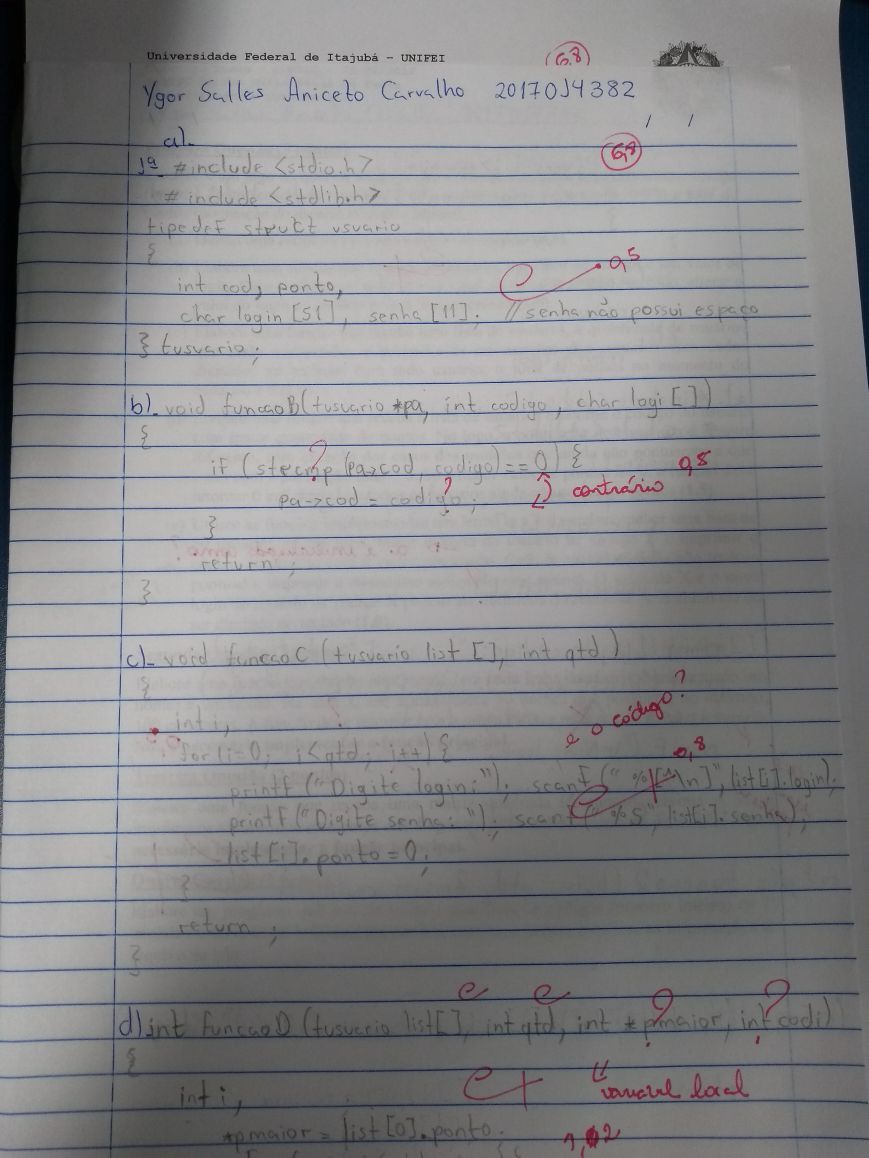 Universidade Federal de Itajubá - UNIFEI
6,8
Ygor Salles Aniceto Carvalho 2017014382
/ /
a)_
6,8
1ª #include <stdio.h>
# include <stdlib.h>
tipedef struct usuario
{
int cod, ponto,
0,5
char login [51], senha [11]; //senha não possui espaço
} tusuario;
b)_ void funcaoB(tusuario *pa, int codigo, char logi [])
{
?
if (strcmp (pa->cod, codigo) == 0) {
0,8
pa->cod = codigo;
? contrário
}
return;
}
c)_ void funcaoC (tusuario list [], int qtd)
{
e o código?
int i,
for (i=0; i<qtd; i++) {
0,8
printf ("Digite login:"); scanf (" %[^\n]", list[i].login);
printf ("Digite senha: "); scanf (" %s", list[i].senha);
list[i].ponto = 0;
}
return;
}
? ?
d) int funcaoD (tusuario list[], int qtd, int *pmaior, int codi)
{
variável local
int i,
*pmaior = list[0].ponto.